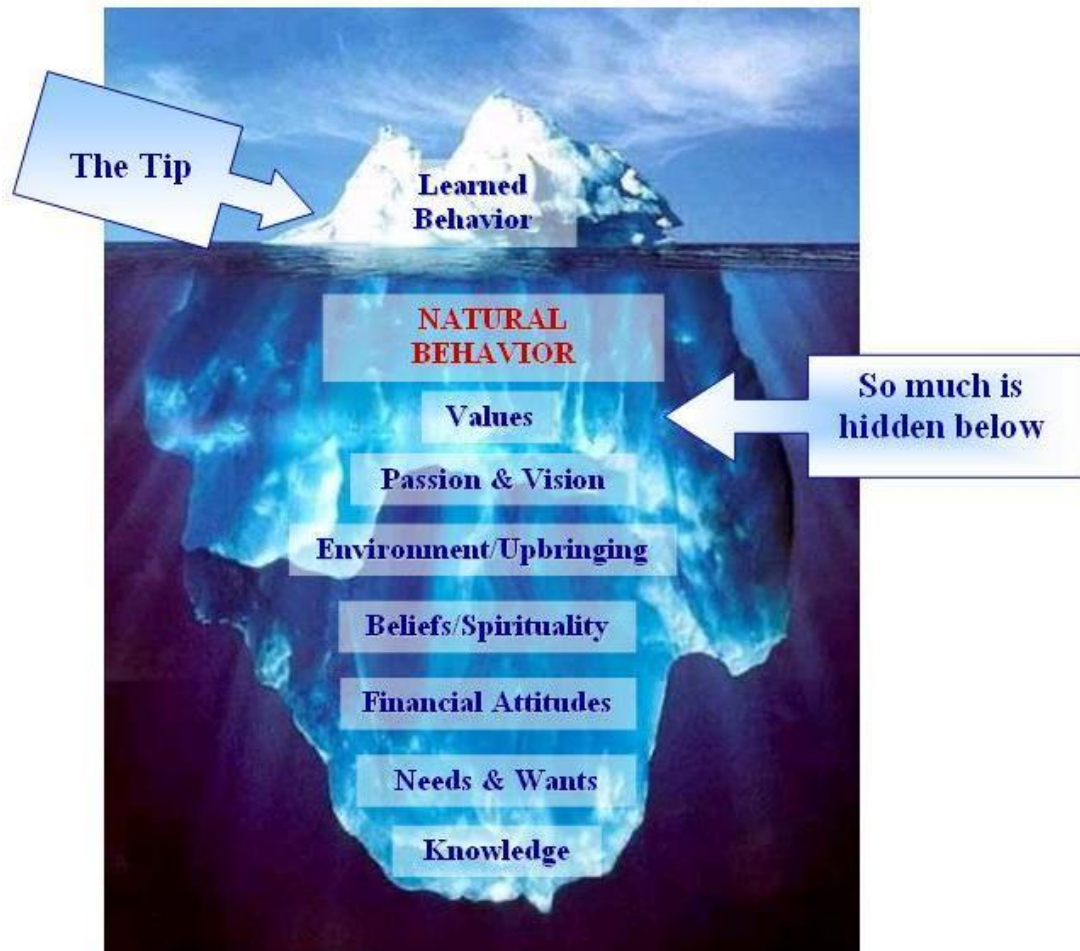 The Tip
Learned
Behavior
NATURAL
BEHAVIOR
Values
So much is
hidden below
Passion & Vision
Environment/Upbringing
Beliefs/Spirituality
Financial Attitudes
Needs & Wants
Knowledge